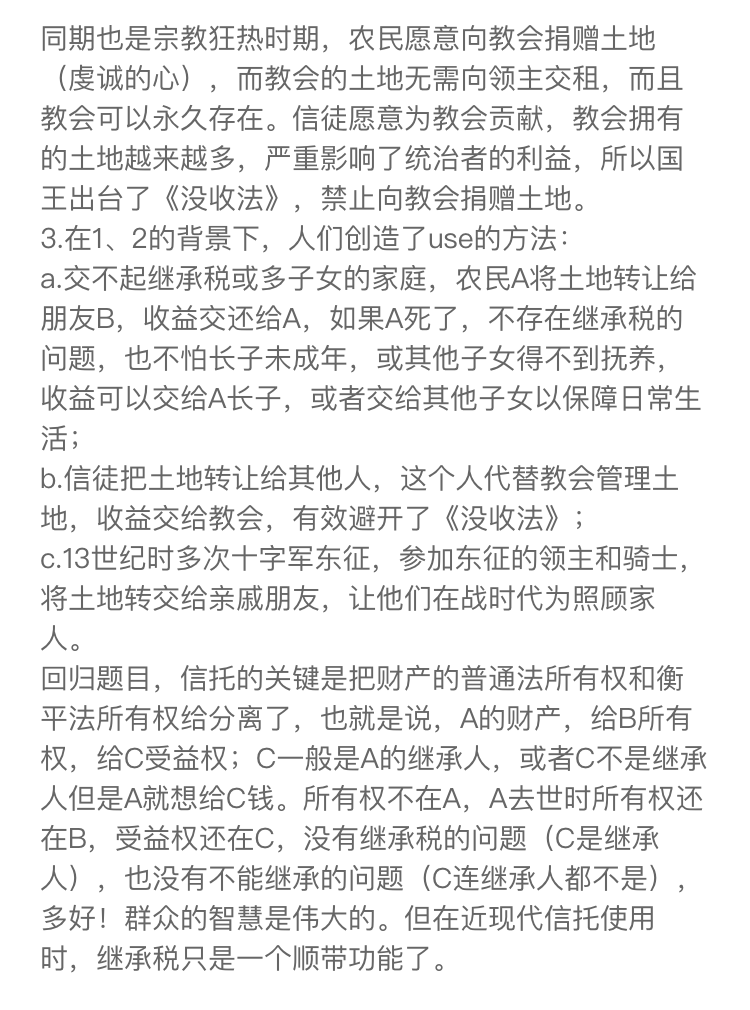 同期也是宗教狂热时期，农民愿意向教会捐赠土地
（虔诚的心），而教会的土地无需向领主交租，而且
教会可以永久存在。信徒愿意为教会贡献，教会拥有
的土地越来越多，严重影响了统治者的利益，所以国
王出台了《没收法》，禁止向教会捐赠土地。
3.在1、2的背景下，人们创造了use的方法：
a.交不起继承税或多子女的家庭，农民A将土地转让给
朋友B，收益交还给A，如果A死了，不存在继承税的
问题，也不怕长子未成年，或其他子女得不到抚养，
收益可以交给A长子，或者交给其他子女以保障日常生
活；
b.信徒把土地转让给其他人，这个人代替教会管理土
地，收益交给教会，有效避开了《没收法》；
c.13世纪时多次十字军东征，参加东征的领主和骑士，
将土地转交给亲戚朋友，让他们在战时代为照顾家
人。
回归题目，信托的关键是把财产的普通法所有权和衡
平法所有权给分离了，也就是说，A的财产，给B所有
权，给C受益权；C一般是A的继承人，或者C不是继承
人但是A就想给C钱。所有权不在A，A去世时所有权还
在B，受益权还在C，没有继承税的问题（C是继承
人），也没有不能继承的问题（C连继承人都不是），
多好！群众的智慧是伟大的。但在近现代信托使用
时，继承税只是一个顺带功能了。